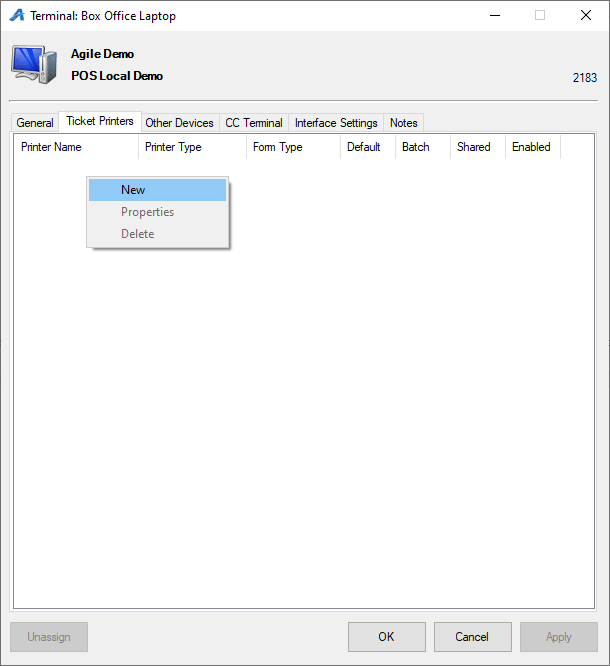 Terminal: Box Office Laptop
Agile Demo
POS Local Demo
2183
General Ticket Printers Other Devices CC Terminal Interface Settings Notes
Printer Name Printer Type Form Type Default Batch Shared Enabled
New
Properties
Delete
Unassign OK Cancel Apply